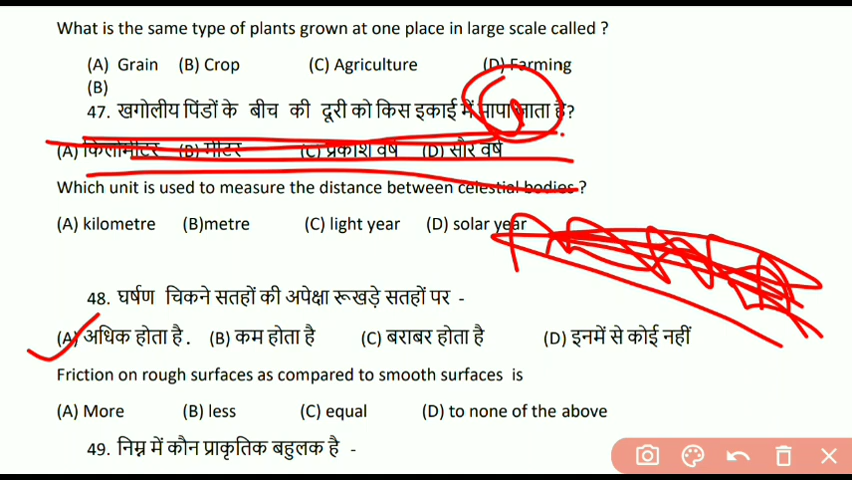 What is the same type of plants grown at one place in large scale called ?
(A) Grain (B) Crop (C) Agriculture (D) Farming
(B)
47. खगोलीय पिंडों के बीच की दूरी को किस इकाई में मापा जाता है?
(A) किलोमीटर (B) मीटर (C) प्रकाश वर्ष (D) सौर वर्ष
Which unit is used to measure the distance between celestial bodies ?
(A) kilometre (B)metre (C) light year (D) solar year
48. घर्षण चिकने सतहों की अपेक्षा रूखड़े सतहों पर -
(A) अधिक होता है . (B) कम होता है (C) बराबर होता है (D) इनमें से कोई नहीं
Friction on rough surfaces as compared to smooth surfaces is
(A) More (B) less (C) equal (D) to none of the above
49. निम्न में कौन प्राकृतिक बहुलक है -